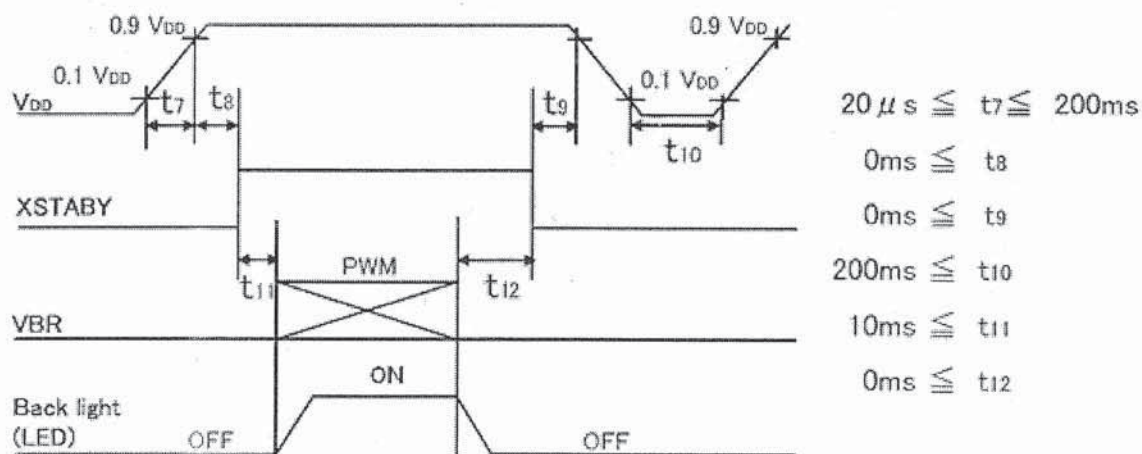 0.9 VDD
0.9 VDD
0.1 VDD
0.1 VDD
VDD
t7
t8
t9
t10
XSTABY
t11
PWM
t12
VBR
ON
Back light
(LED)
OFF
OFF
20μs ≦ t7 ≦ 200ms
0ms ≦ t8
0ms ≦ t9
200ms ≦ t10
10ms ≦ t11
0ms ≦ t12